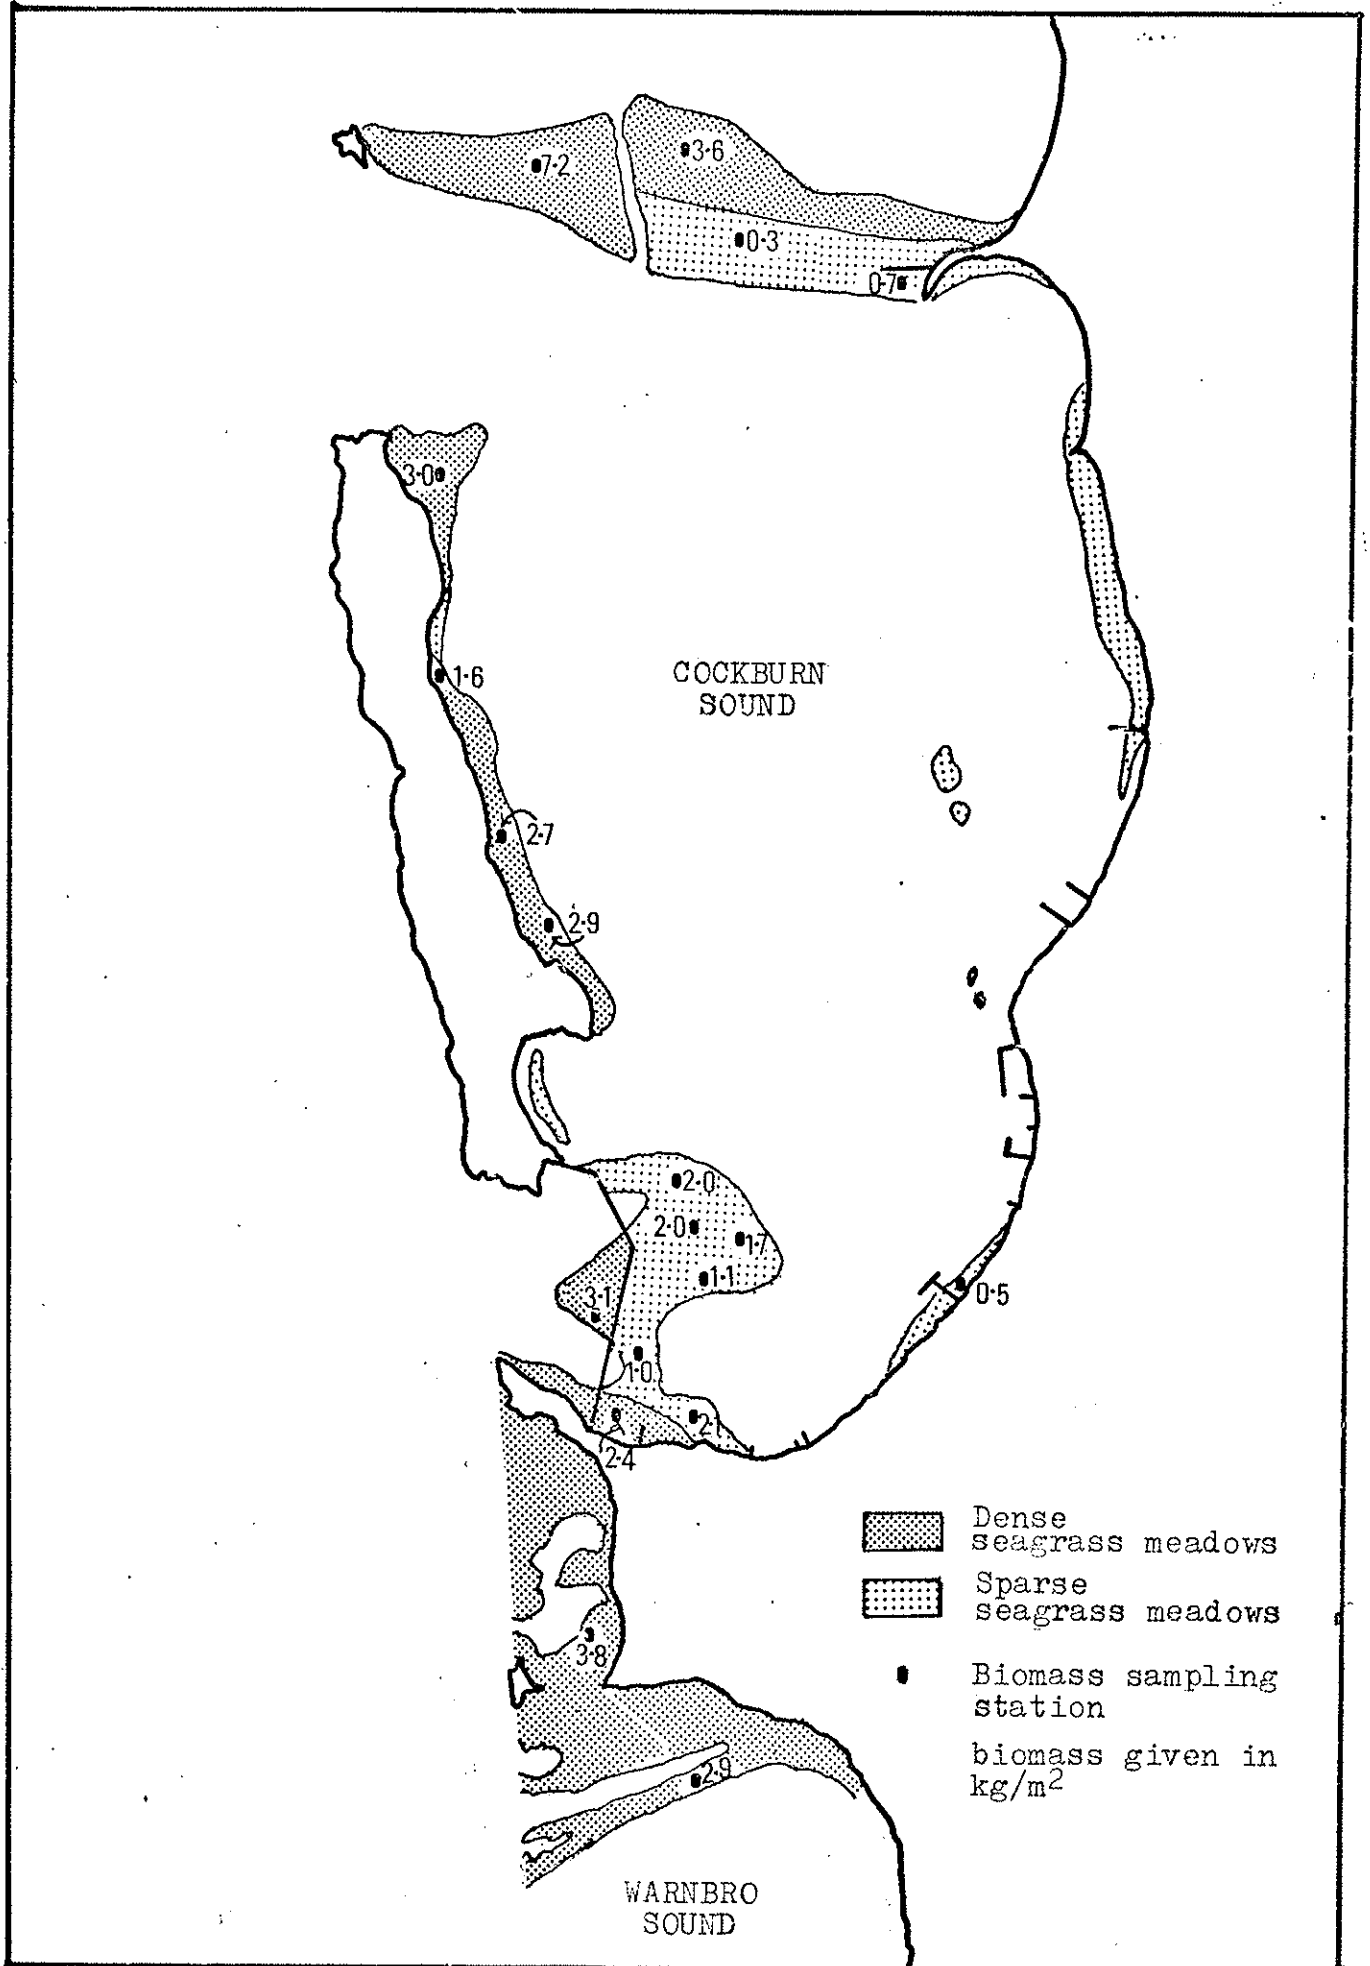 7·2
3·6
0·3
0·7
3·0
COCKBURN
SOUND
1·6
2·7
2·9
2·0
2·0
1·7
1·1
3·1
0·5
1·0
2·1
2·4
Dense
seagrass meadows
Sparse
seagrass meadows
3·8
Biomass sampling
station
biomass given in
kg/m²
2·9
WARNBRO
SOUND